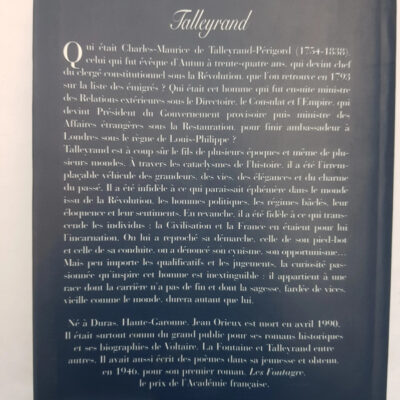 Talleyrand
Qui était Charles-Maurice de Talleyrand-Périgord (1754-1838),
celui qui fut évêque d'Autun à trente-quatre ans, qui devint chef
du clergé constitutionnel sous la Révolution, que l'on retrouve en 1793
sur la liste des émigrés ? Qui était cet homme qui fut ensuite ministre
des Relations extérieures sous le Directoire, le Consulat et l'Empire, qui
devint Président du Gouvernement provisoire puis ministre des
Affaires étrangères sous la Restauration, pour finir ambassadeur à
Londres sous le règne de Louis-Philippe ?
Talleyrand est à coup sûr le fils de plusieurs époques et même de plu-
sieurs mondes. À travers les cataclysmes de l'histoire, il a été l'irrem-
plaçable véhicule des grandeurs, des vies, des élégances et du charme
du passé. Il a été infidèle à ce qui paraissait éphémère dans le monde
issu de la Révolution, les hommes politiques, les régimes bâclés, leur
éloquence et leur sentiments. En revanche, il a été fidèle à ce qui trans-
cende les individus : la Civilisation et la France en étaient pour lui
l'incarnation. On lui a reproché sa démarche, celle de son pied-bot
et celle de sa conduite, on a dénoncé son cynisme, son opportunisme...
Mais peu importe les qualificatifs et les jugements, la curiosité pas-
sionnée qu'inspire cet homme est inextinguible : il appartient à une
race dont la carrière n'a pas de fin et dont la sagesse, fardée de vices,
vieille comme le monde, durera autant que lui.
Né à Duras, Haute-Garonne, Jean Orieux est mort en avril 1990.
Il était surtout connu du grand public pour ses romans historiques
et ses biographies de Voltaire, La Fontaine et Talleyrand entre
autres. Il avait aussi écrit des poèmes dans sa jeunesse et obtenu,
en 1946, pour son premier roman, Les Fontagre,
le prix de l'Académie française.